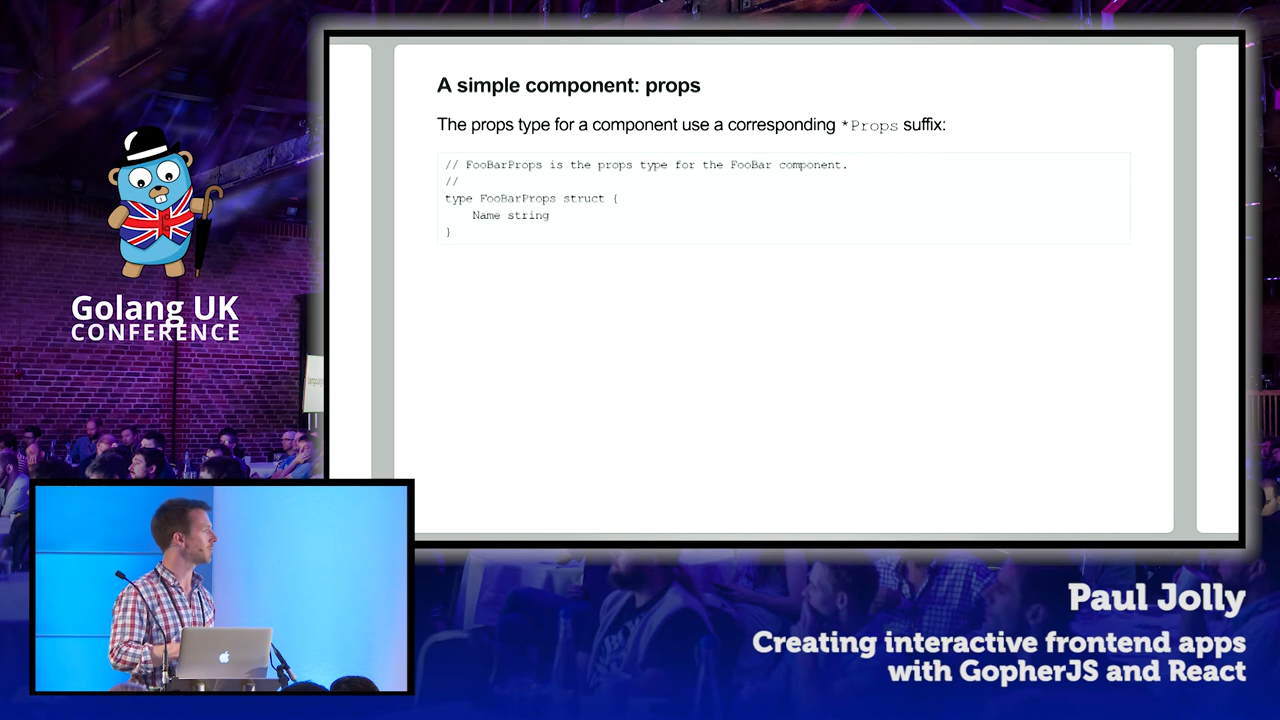 Golang UK
CONFERENCE
A simple component: props
The props type for a component use a corresponding *Props suffix:
// FooBarProps is the props type for the FooBar component.
//
type FooBarProps struct {
    Name string
}
Paul Jolly
Creating interactive frontend apps
with GopherJS and React